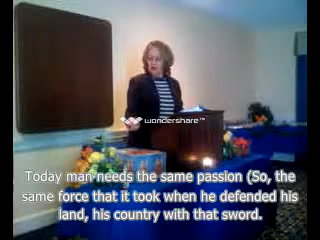 wondershare™
Today man needs the same passion (So, the
same force that it took when he defended his
land, his country with that sword.